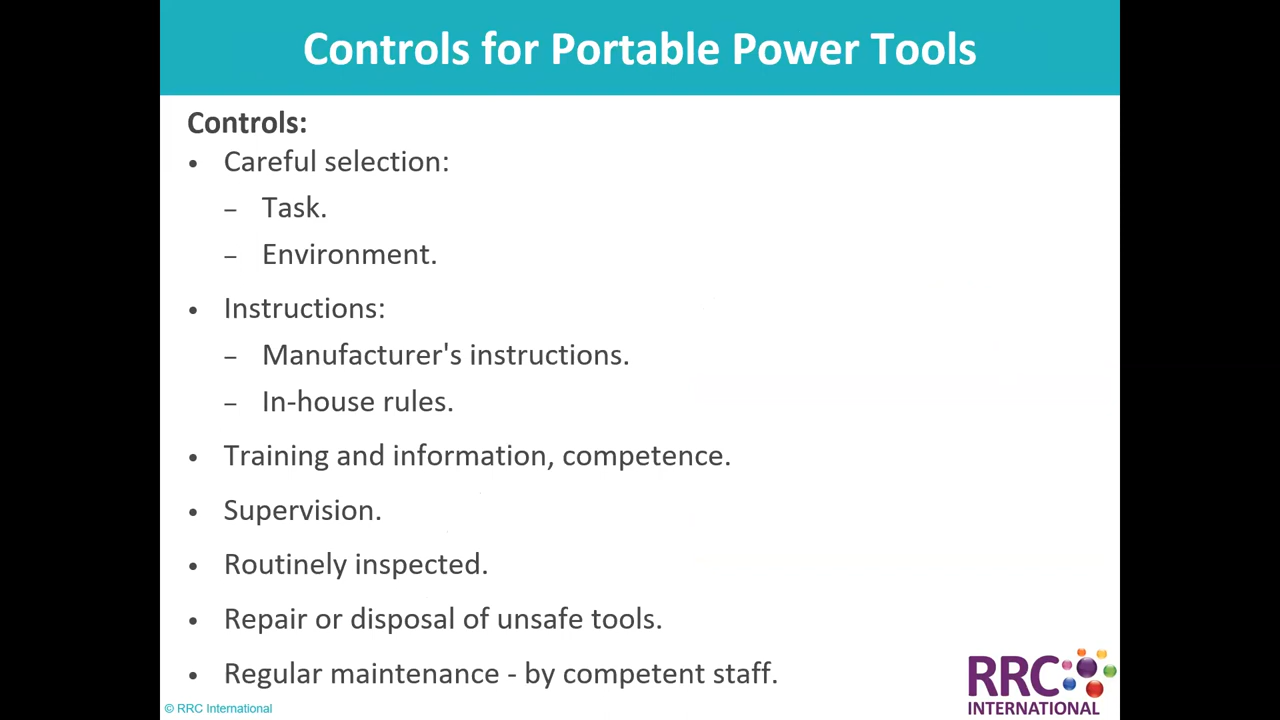 Controls for Portable Power Tools
Controls:
• Careful selection:
– Task.
– Environment.
• Instructions:
– Manufacturer's instructions.
– In-house rules.
• Training and information, competence.
• Supervision.
• Routinely inspected.
• Repair or disposal of unsafe tools.
• Regular maintenance - by competent staff.
© RRC International
RRC
INTERNATIONAL